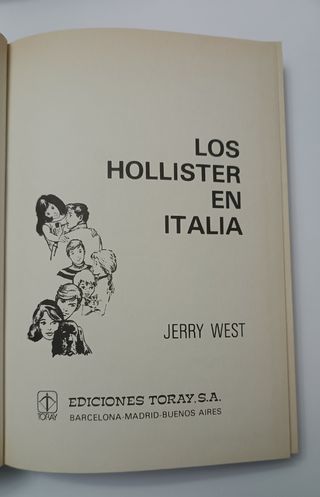 LOS
HOLLISTER
EN
ITALIA
JERRY WEST
TORAY
EDICIONES TORAY, S.A.
BARCELONA-MADRID-BUENOS AIRES